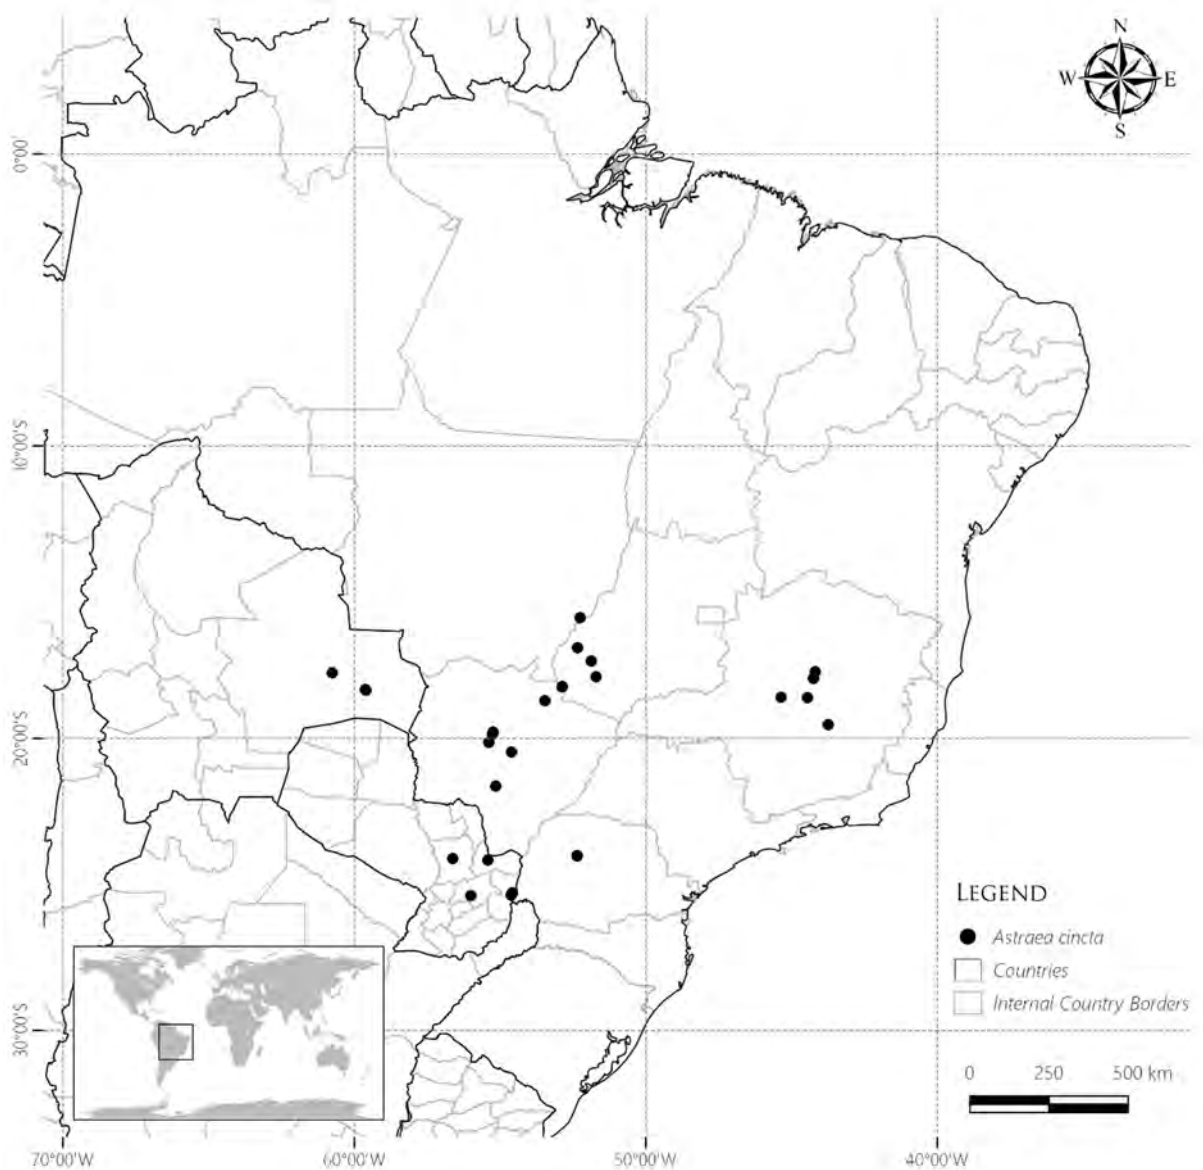 N
W E
S
0°00'
10°00'S
20°00'S
30°00'S
LEGEND
Astraea cincta
Countries
Internal Country Borders
0 250 500 km
70°00'W 60°00'W 50°00'W 40°00'W